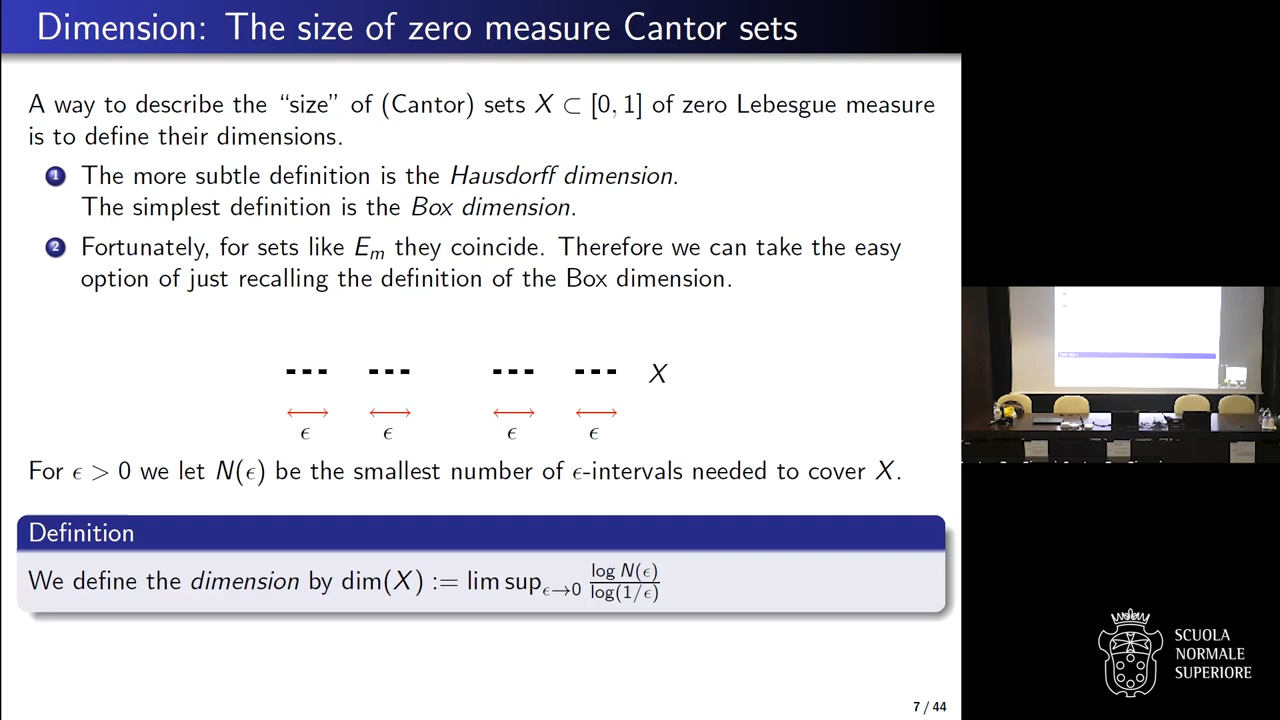 Dimension: The size of zero measure Cantor sets
A way to describe the “size” of (Cantor) sets X ⊂ [0, 1] of zero Lebesgue measure
is to define their dimensions.
1 The more subtle definition is the Hausdorff dimension.
The simplest definition is the Box dimension.
2 Fortunately, for sets like E_m they coincide. Therefore we can take the easy
option of just recalling the definition of the Box dimension.
X
ϵ ϵ ϵ ϵ
For ϵ > 0 we let N(ϵ) be the smallest number of ϵ-intervals needed to cover X.
Definition
We define the dimension by dim(X) := lim sup_{ϵ→0} log N(ϵ) / log(1/ϵ)
7 / 44
SCUOLA
NORMALE
SUPERIORE